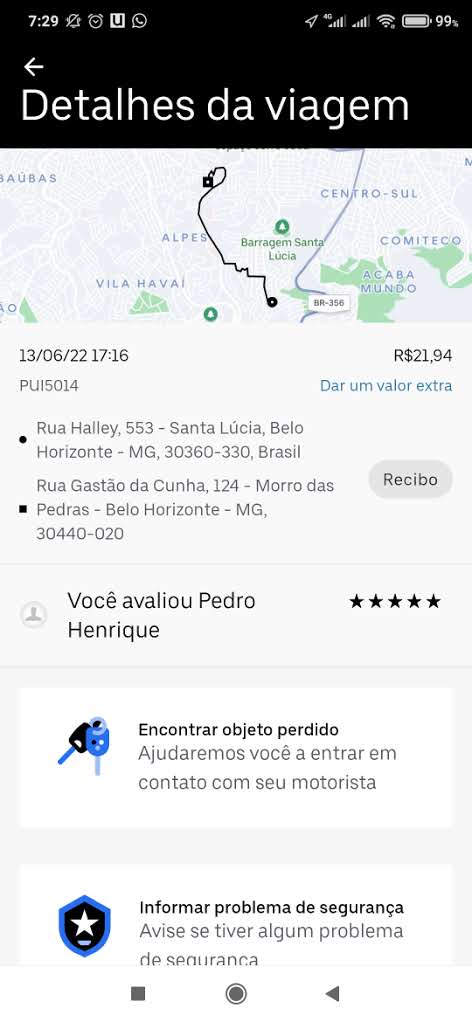 7:29
4G
99%
Detalhes da viagem
BAÚBAS
CENTRO-SUL
ALPES
Barragem Santa
Lúcia
COMITECO
ACABA
MUNDO
VILA HAVAÍ
BR-356
13/06/22 17:16
R$21,94
PUI5014
Dar um valor extra
Rua Halley, 553 - Santa Lúcia, Belo
Horizonte - MG, 30360-330, Brasil
Rua Gastão da Cunha, 124 - Morro das
Pedras - Belo Horizonte - MG,
30440-020
Recibo
Você avaliou Pedro
Henrique
Encontrar objeto perdido
Ajudaremos você a entrar em
contato com seu motorista
Informar problema de segurança
Avise se tiver algum problema
de segurança